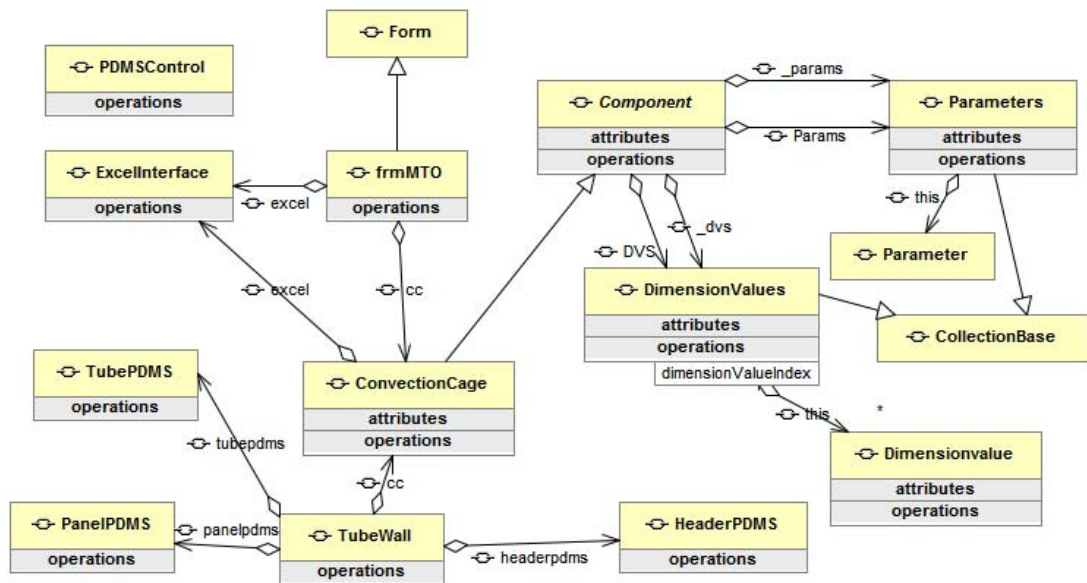 Form
PDMSControl
operations
Component
attributes
operations
_params
Params
Parameters
attributes
operations
ExcelInterface
operations
excel
frmMTO
operations
this
_dvs
DVS
Parameter
excel
cc
DimensionValues
attributes
operations
dimensionValueIndex
CollectionBase
TubePDMS
operations
ConvectionCage
attributes
operations
this
*
tubepdms
cc
Dimensionvalue
attributes
operations
PanelPDMS
operations
panelpdms
TubeWall
operations
headerpdms
HeaderPDMS
operations